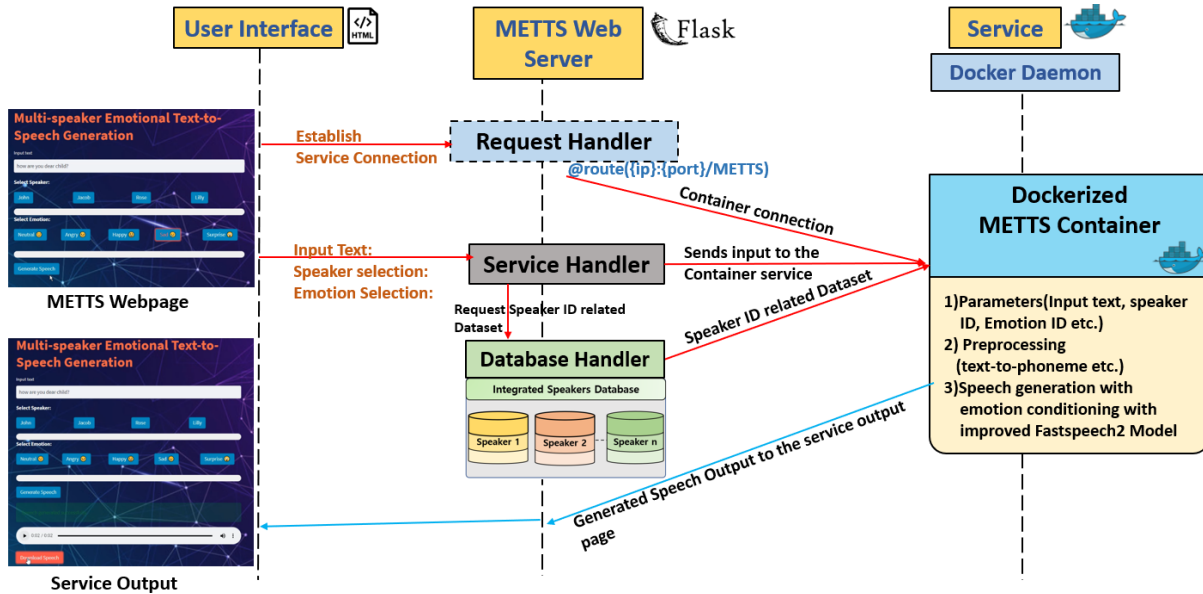 User Interface
</>
HTML
METTS Web
Server
Flask
Service
docker
Docker Daemon
Multi-speaker Emotional Text-to-
Speech Generation
Input text
how are you dear child?
Select Speaker:
John
Jacob
Rose
Lilly
Select Emotion:
Neutral
Angry
Happy
Sad
Surprise
Generate Speech
METTS Webpage
Establish
Service Connection
Request Handler
@route({ip}:{port}/METTS)
Container connection
Input Text:
Speaker selection:
Emotion Selection:
Service Handler
Sends input to the
Container service
Request Speaker ID related
Dataset
Speaker ID related Dataset
Database Handler
Integrated Speakers Database
Speaker 1
Speaker 2
Speaker n
Dockerized
METTS Container
1)Parameters(Input text, speaker
ID, Emotion ID etc.)
2) Preprocessing
(text-to-phoneme etc.)
3)Speech generation with
emotion conditioning with
improved Fastspeech2 Model
Generated Speech Output to the service output
page
Multi-speaker Emotional Text-to-
Speech Generation
Input text
how are you dear child?
Select Speaker:
John
Jacob
Rose
Lilly
Select Emotion:
Neutral
Angry
Happy
Sad
Surprise
Generate Speech
0:02 / 0:02
Download Speech
Service Output